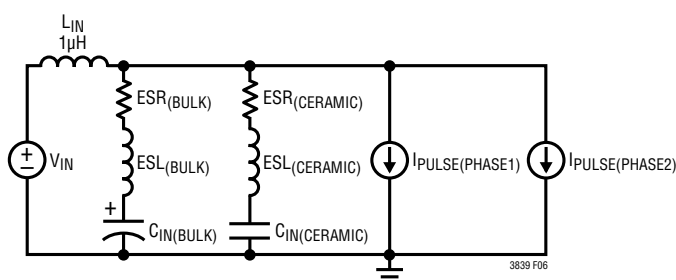 LIN
1µH
ESR(BULK)
ESR(CERAMIC)
+
−
VIN
ESL(BULK)
ESL(CERAMIC)
IPULSE(PHASE1)
IPULSE(PHASE2)
+
CIN(BULK)
CIN(CERAMIC)
3839 F06